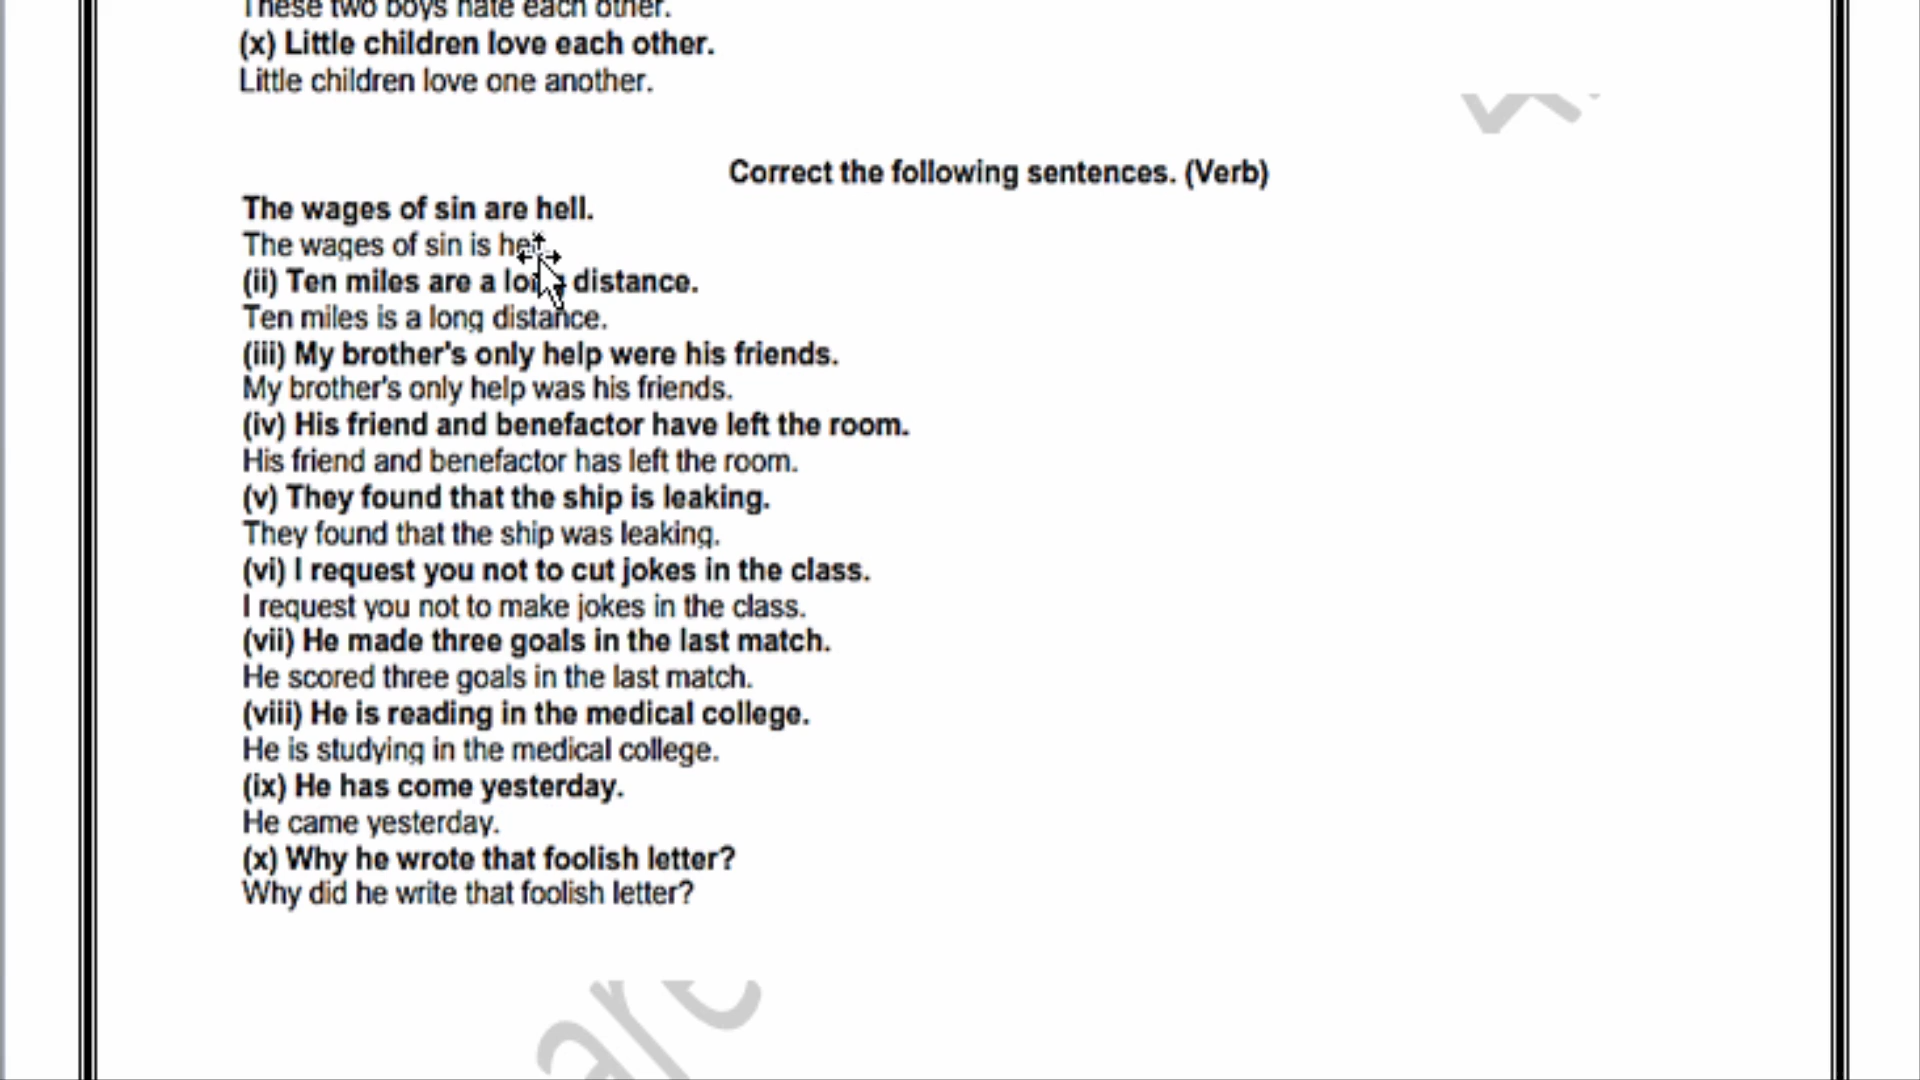 These two boys hate each other.
(x) Little children love each other.
Little children love one another.
Correct the following sentences. (Verb)
The wages of sin are hell.
The wages of sin is
(ii) Ten miles are a long distance.
Ten miles is a long distance.
(iii) My brother's only help were his friends.
My brother's only help was his friends.
(iv) His friend and benefactor have left the room.
His friend and benefactor has left the room.
(v) They found that the ship is leaking.
They found that the ship was leaking.
(vi) I request you not to cut jokes in the class.
I request you not to make jokes in the class.
(vii) He made three goals in the last match.
He scored three goals in the last match.
(viii) He is reading in the medical college.
He is studying in the medical college.
(ix) He has come yesterday.
He came yesterday.
(x) Why he wrote that foolish letter?
Why did he write that foolish letter?